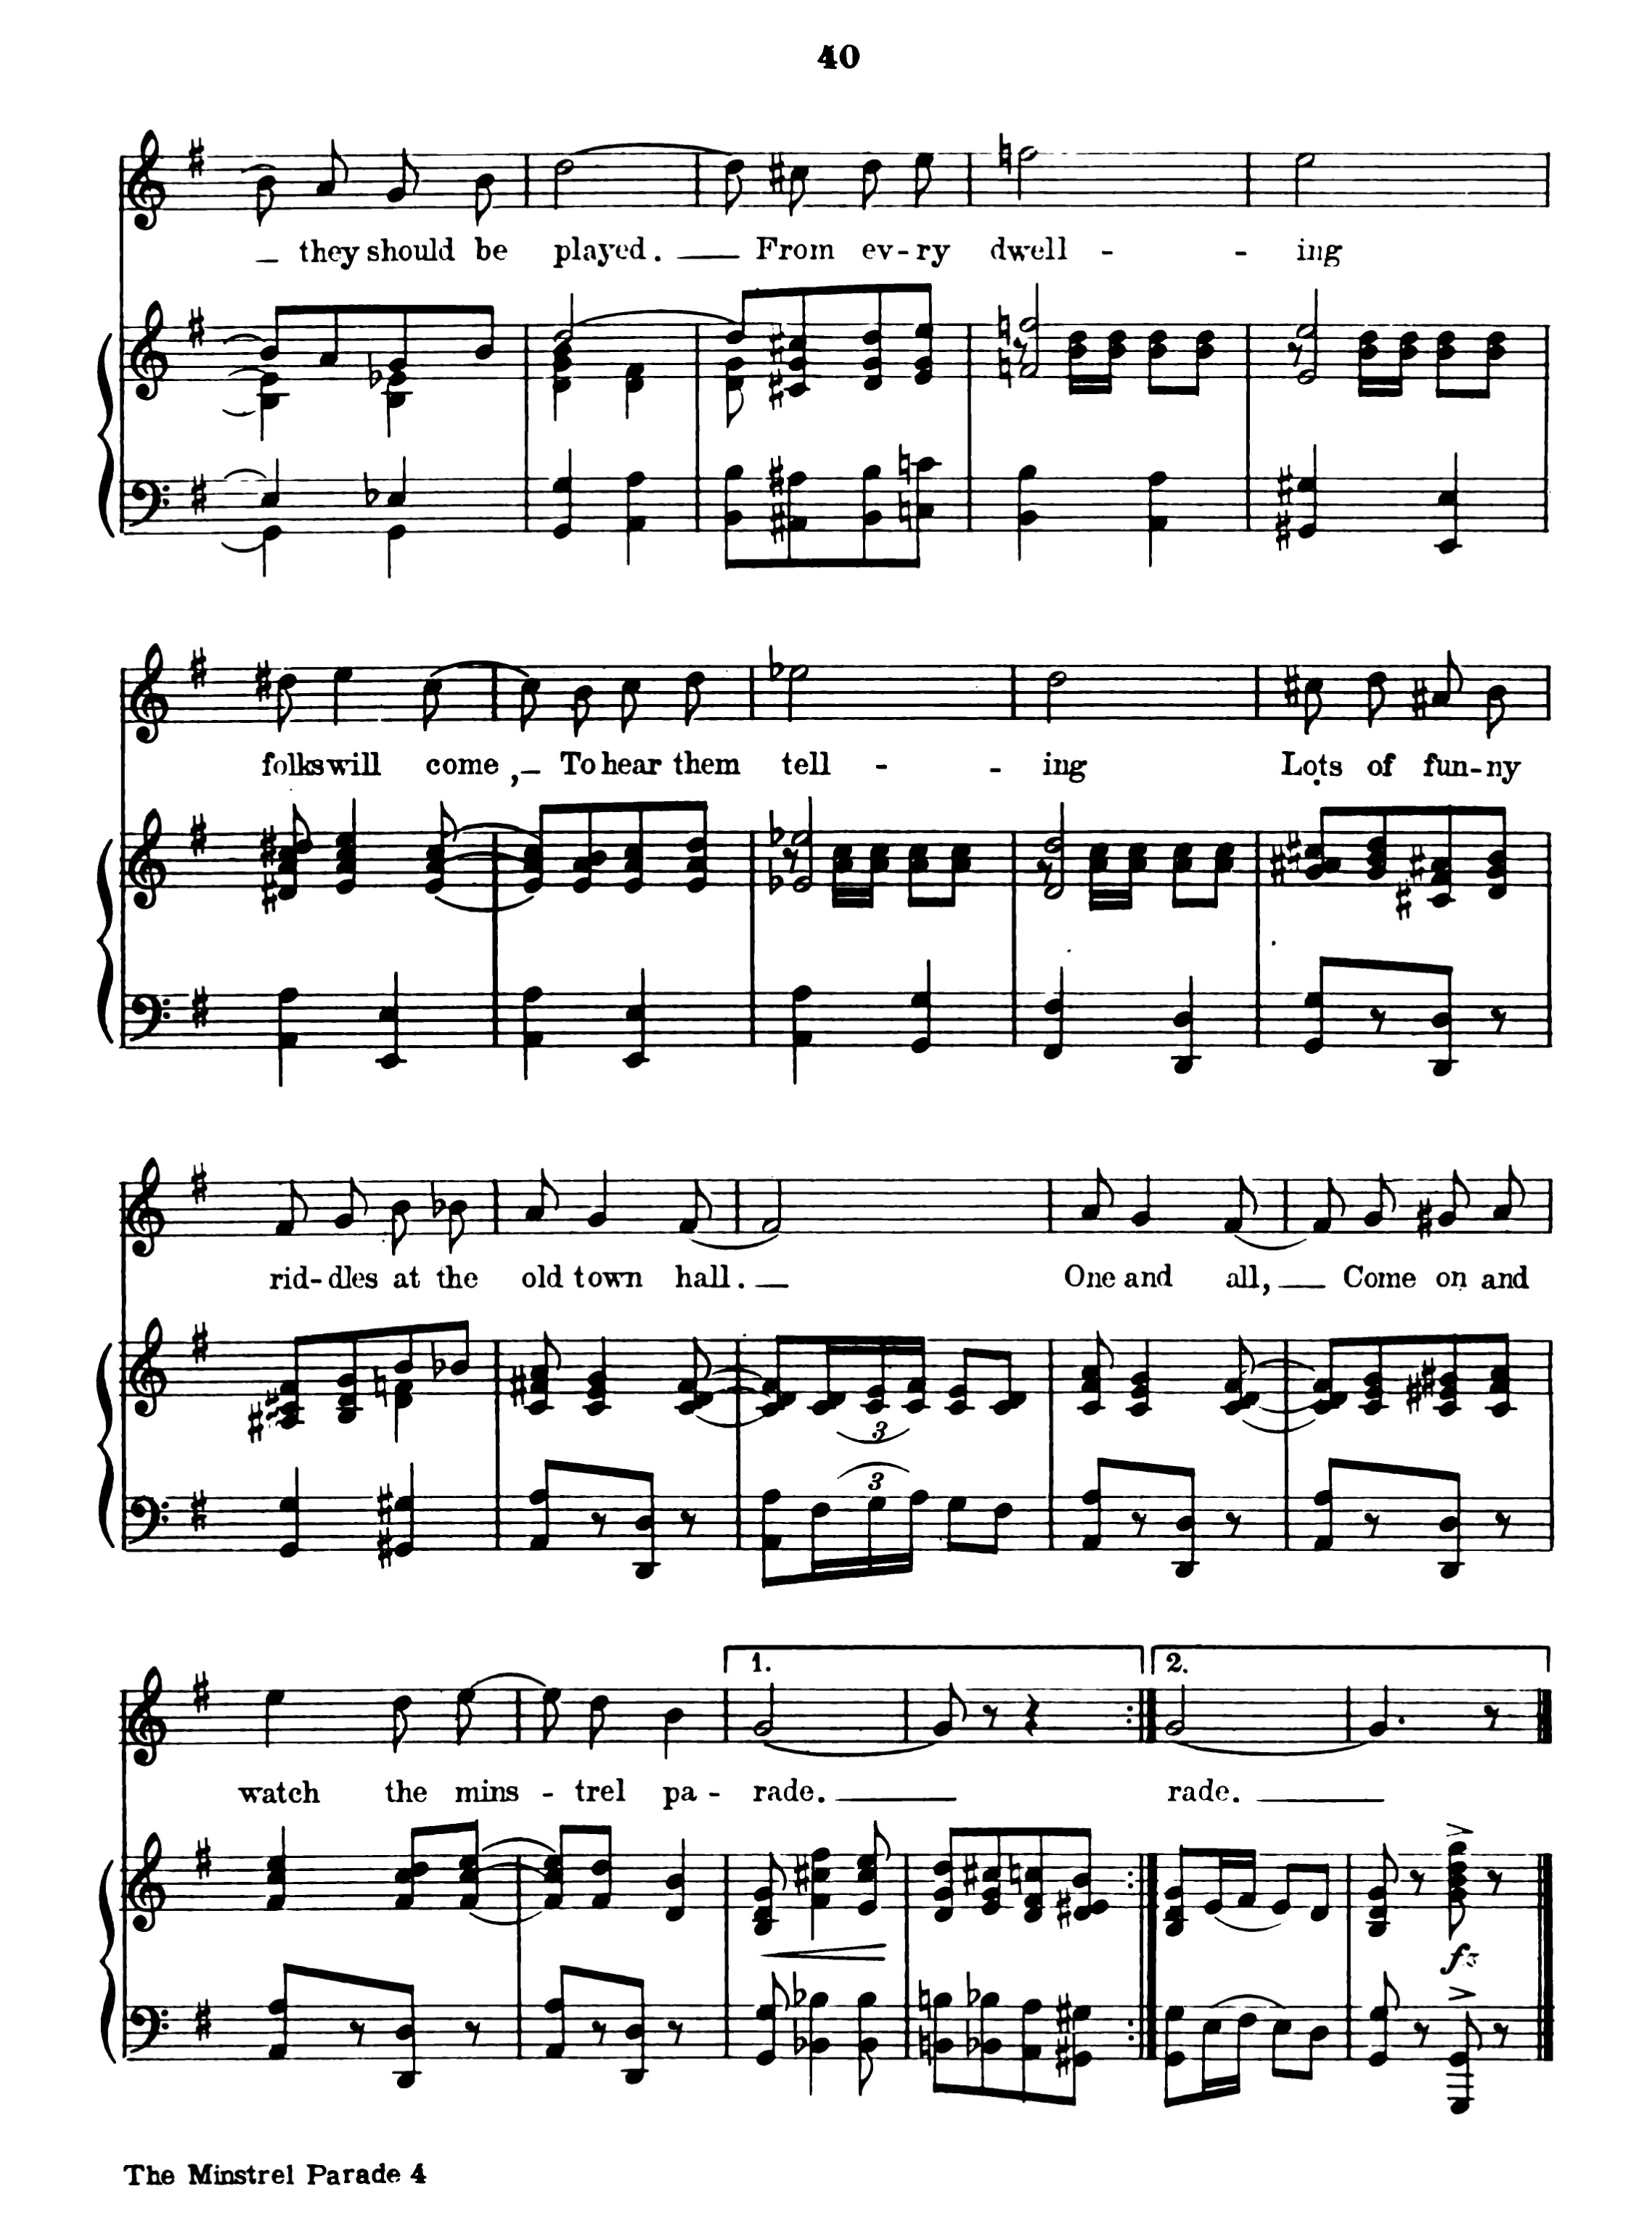 40
— they should be played. — From ev-ry dwell - - ing
folks will come, — To hear them tell - - ing Lots of fun-ny
rid-dles at the old town hall. — One and all, — Come on and
1. 2.
watch the mins - trel pa - rade. — rade. —
3
3
fz
The Minstrel Parade 4